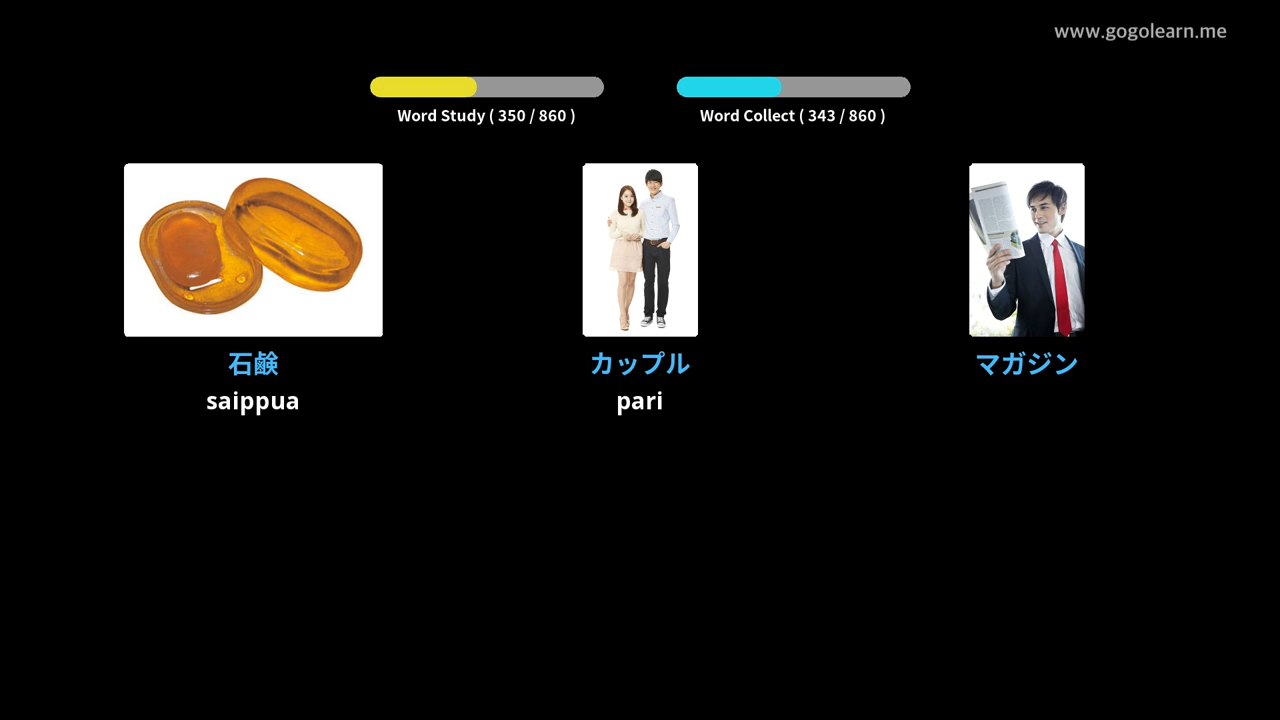 www.gogolearn.me
Word Study ( 350 / 860 )
Word Collect ( 343 / 860 )
石鹸
カップル
マガジン
saippua
pari